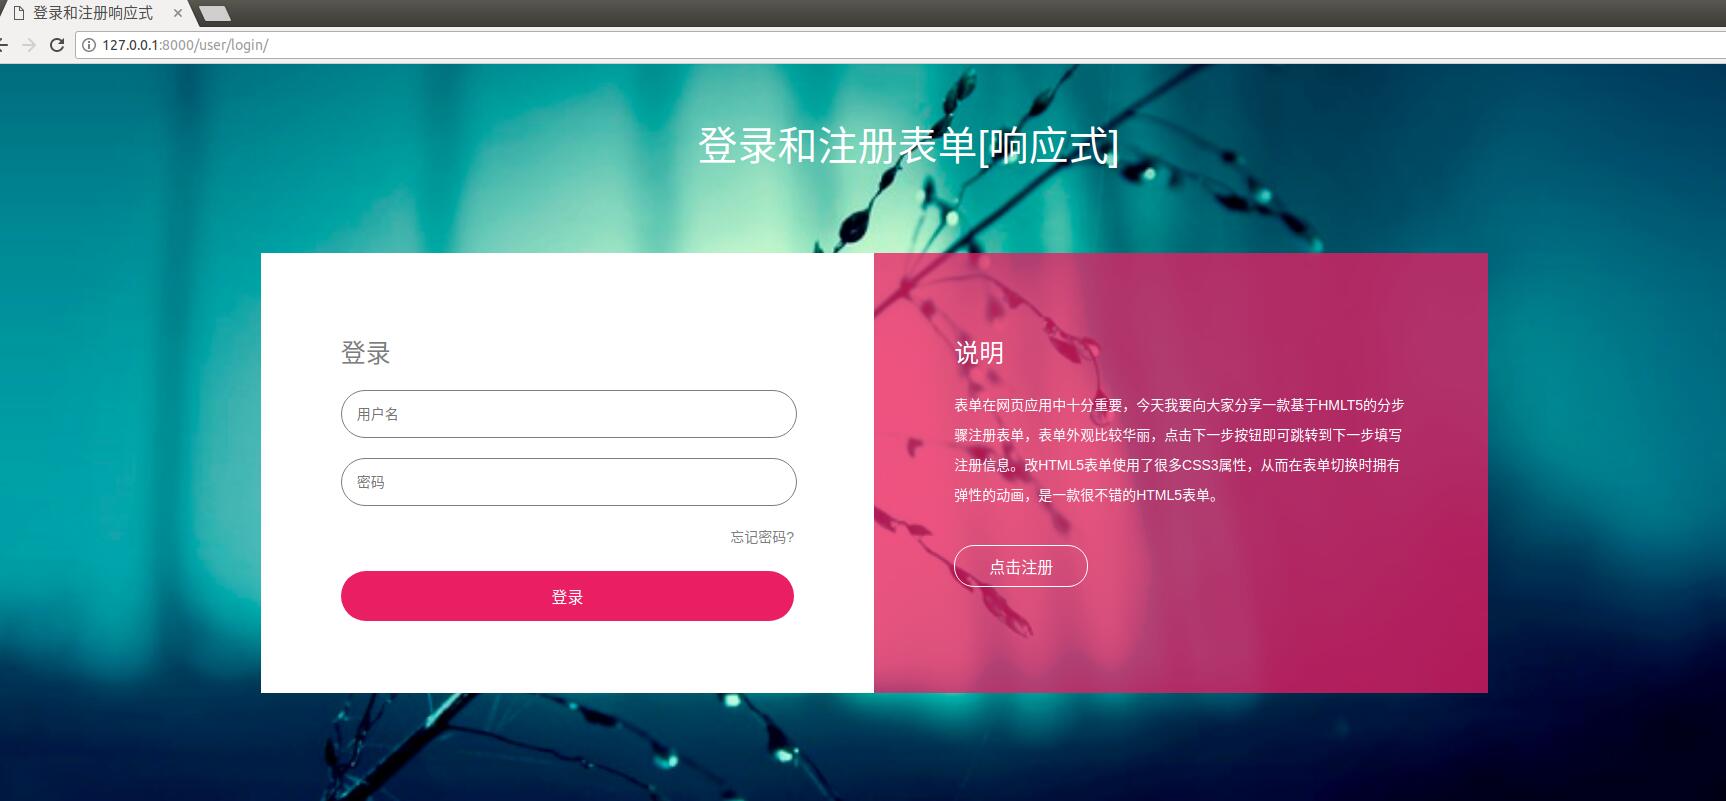 登录和注册响应式
127.0.0.1:8000/user/login/
登录和注册表单[响应式]
登录
用户名
密码
忘记密码?
登录
说明
表单在网页应用中十分重要，今天我要向大家分享一款基于HMLT5的分步
骤注册表单，表单外观比较华丽，点击下一步按钮即可跳转到下一步填写
注册信息。改HTML5表单使用了很多CSS3属性，从而在表单切换时拥有
弹性的动画，是一款很不错的HTML5表单。
点击注册